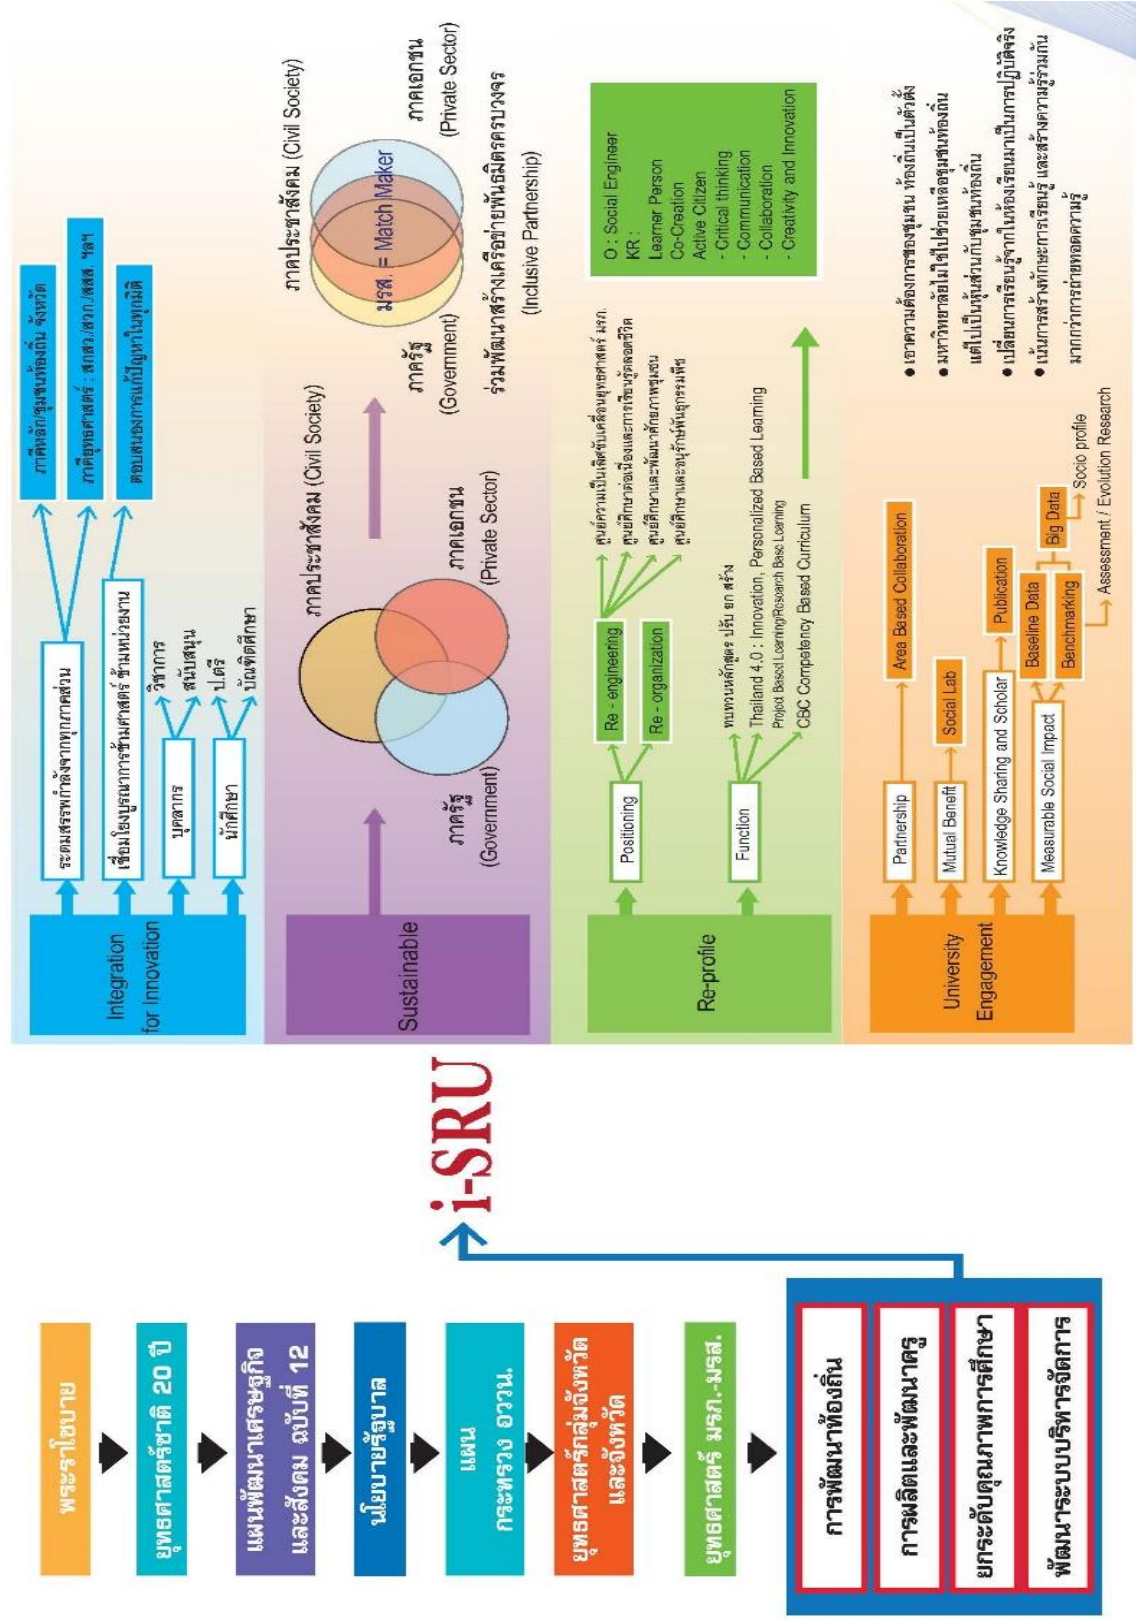 พระราโชบาย
ยุทธศาสตร์ชาติ 20 ปี
แผนพัฒนาเศรษฐกิจ
และสังคม ฉบับที่ 12
นโยบายรัฐบาล
แผน
กระทรวง อววน.
ยุทธศาสตร์กลุ่มจังหวัด
และจังหวัด
ยุทธศาสตร์ มรภ.-มรส.
การพัฒนาท้องถิ่น
การผลิตและพัฒนาครู
ยกระดับคุณภาพการศึกษา
พัฒนาระบบบริหารจัดการ
i-SRU
Integration
for Innovation
ระดมสรรพกำลังจากทุกภาคส่วน
ภาคีหลัก/ชุมชนท้องถิ่น จังหวัด
ภาคียุทธศาสตร์ : สกสว./สวก./สสส. ฯลฯ
เชื่อมโยงบูรณาการข้ามศาสตร์ ข้ามหน่วยงาน
ตอบสนองการแก้ปัญหาในทุกมิติ
บุคลากร
วิชาการ
สนับสนุน
นักศึกษา
ป.ตรี
บัณฑิตศึกษา
Sustainable
ภาคประชาสังคม (Civil Society)
ภาครัฐ
(Government)
ภาคเอกชน
(Private Sector)
ภาคประชาสังคม (Civil Society)
มรส. = Match Maker
ภาครัฐ
(Government)
ภาคเอกชน
(Private Sector)
ร่วมพัฒนาสร้างเครือข่ายพันธมิตรครบวงจร
(Inclusive Partnership)
Re-profile
Positioning
Re - engineering
Re - organization
ศูนย์ความเป็นเลิศขับเคลื่อนยุทธศาสตร์ มรภ.
ศูนย์ศึกษาต่อเนื่องและการเรียนรู้ตลอดชีวิต
ศูนย์ศึกษาและพัฒนาศักยภาพชุมชน
ศูนย์ศึกษาและอนุรักษ์พันธุกรรมพืช
Function
ทบทวนหลักสูตร ปรับ ยก สร้าง
Thailand 4.0 : Innovation, Personalized Based Learning
Project Based Learning/Research Basc Learning
CBC Competency Based Curriculum
O : Social Engineer
KR :
Learner Person
Co-Creation
Active Citizen
- Critical thinking
- Communication
- Collaboration
- Creativity and Innovation
University
Engagement
Partnership
Area Based Collaboration
Mutual Benefit
Social Lab
Knowledge Sharing and Scholar
Publication
Measurable Social Impact
Baseline Data
Benchmarking
Big Data
Socio profile
Assessment / Evolution Research
● เอาความต้องการของชุมชน ท้องถิ่นเป็นตัวตั้ง
● มหาวิทยาลัยไม่ใช่ไปช่วยเหลือชุมชนท้องถิ่น
แต่ไปเป็นหุ้นส่วนกับชุมชนท้องถิ่น
● เปลี่ยนการเรียนรู้จากในห้องเรียนมาเป็นการปฏิบัติจริง
● เน้นการสร้างทักษะการเรียนรู้ และสร้างความรู้ร่วมกัน
มากกว่าการถ่ายทอดความรู้